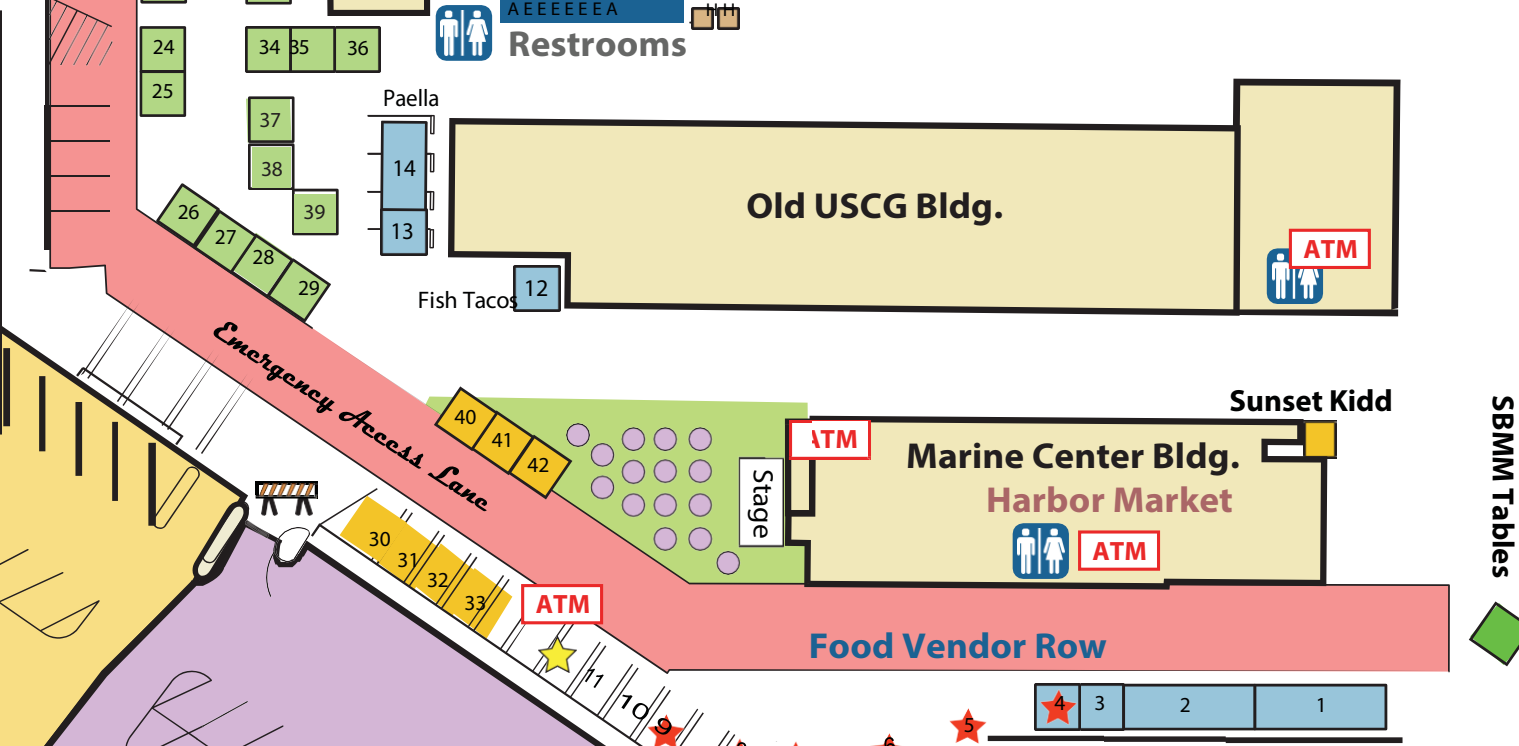 AEEEEEEA
Restrooms
24
34
35
36
25
Paella
37
38
14
39
26
27
13
28
29
Old USCG Bldg.
ATM
Fish Tacos
12
Emergency Access Lane
Sunset Kidd
SBMM Tables
40
41
42
Stage
ATM
Marine Center Bldg.
Harbor Market
ATM
30
31
32
33
ATM
Food Vendor Row
11
10
9
5
4
3
2
1